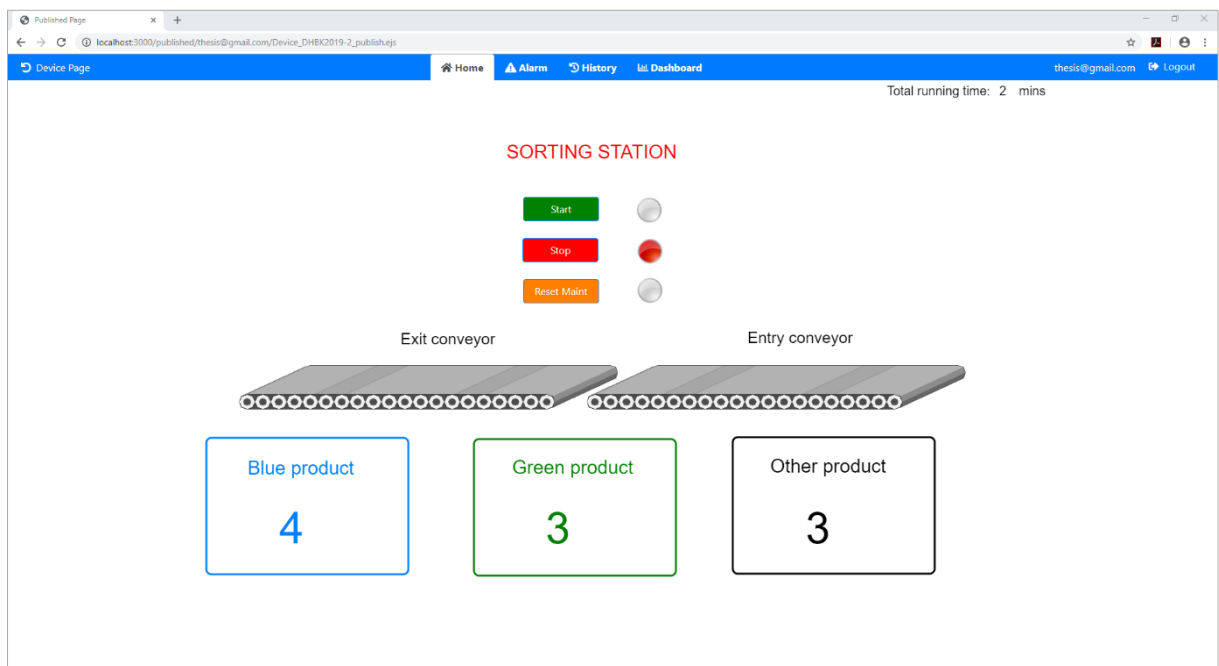 Published Page
localhost:3000/published/thesis@gmail.com/Device_DHBK2019-2_publish.ejs
Device Page Home Alarm History Dashboard thesis@gmail.com Logout
Total running time: 2 mins
SORTING STATION
Start
Stop
Reset Maint
Exit conveyor Entry conveyor
Blue product Green product Other product
4 3 3